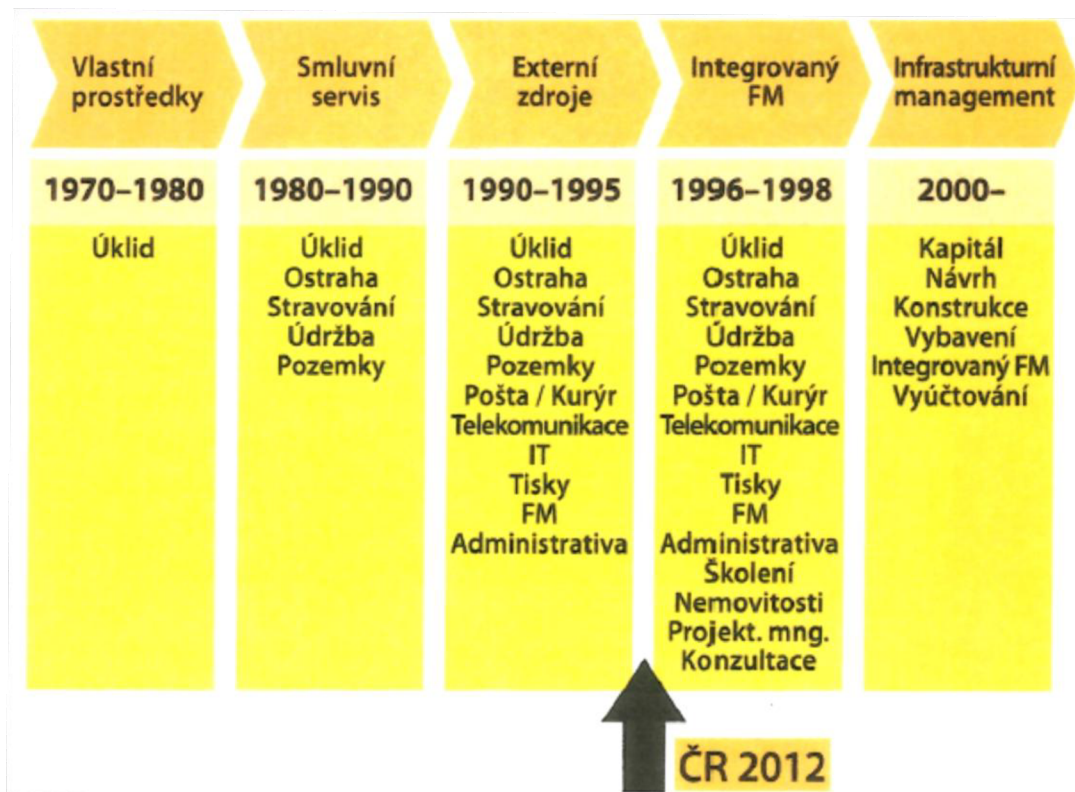 Vlastní
prostředky
Smluvní
servis
Externí
zdroje
Integrovaný
FM
Infrastrukturní
management
1970–1980
1980–1990
1990–1995
1996–1998
2000–
Úklid
Úklid
Ostraha
Stravování
Údržba
Pozemky
Úklid
Ostraha
Stravování
Údržba
Pozemky
Pošta / Kurýr
Telekomunikace
IT
Tisky
FM
Administrativa
Úklid
Ostraha
Stravování
Údržba
Pozemky
Pošta / Kurýr
Telekomunikace
IT
Tisky
FM
Administrativa
Školení
Nemovitosti
Projekt. mng.
Konzultace
Kapitál
Návrh
Konstrukce
Vybavení
Integrovaný FM
Vyúčtování
ČR 2012